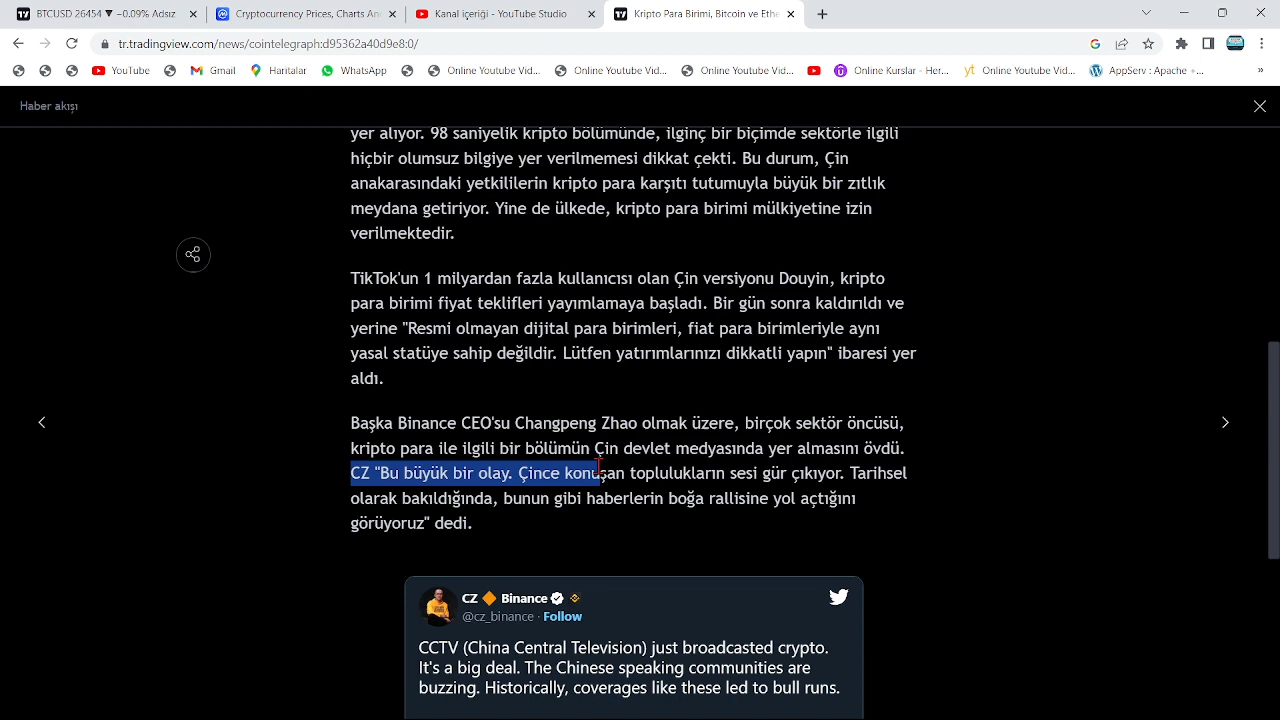 BTCUSD 26454 ▼ −0.09% Adsız
Cryptocurrency Prices, Charts An
Kanal içeriği - YouTube Studio
Kripto Para Birimi, Bitcoin ve Ethe
tr.tradingview.com/news/cointelegraph:d95362a40d9e8:0/
YouTube
Gmail
Haritalar
WhatsApp
Online Youtube Vid...
Online Youtube Vid...
Online Youtube Vid...
Online Kurslar - Her...
yt Online Youtube Vid...
AppServ : Apache +...
»
Haber akışı
yer alıyor. 98 saniyelik kripto bölümünde, ilginç bir biçimde sektörle ilgili
hiçbir olumsuz bilgiye yer verilmemesi dikkat çekti. Bu durum, Çin
anakarasındaki yetkililerin kripto para karşıtı tutumuyla büyük bir zıtlık
meydana getiriyor. Yine de ülkede, kripto para birimi mülkiyetine izin
verilmektedir.
TikTok'un 1 milyardan fazla kullanıcısı olan Çin versiyonu Douyin, kripto
para birimi fiyat teklifleri yayımlamaya başladı. Bir gün sonra kaldırıldı ve
yerine "Resmi olmayan dijital para birimleri, fiat para birimleriyle aynı
yasal statüye sahip değildir. Lütfen yatırımlarınızı dikkatli yapın" ibaresi yer
aldı.
Başka Binance CEO'su Changpeng Zhao olmak üzere, birçok sektör öncüsü,
kripto para ile ilgili bir bölümün Çin devlet medyasında yer almasını övdü.
CZ "Bu büyük bir olay. Çince konuşan toplulukların sesi gür çıkıyor. Tarihsel
olarak bakıldığında, bunun gibi haberlerin boğa rallisine yol açtığını
görüyoruz" dedi.
CZ 🔶 Binance
@cz_binance · Follow
CCTV (China Central Television) just broadcasted crypto.
It's a big deal. The Chinese speaking communities are
buzzing. Historically, coverages like these led to bull runs.